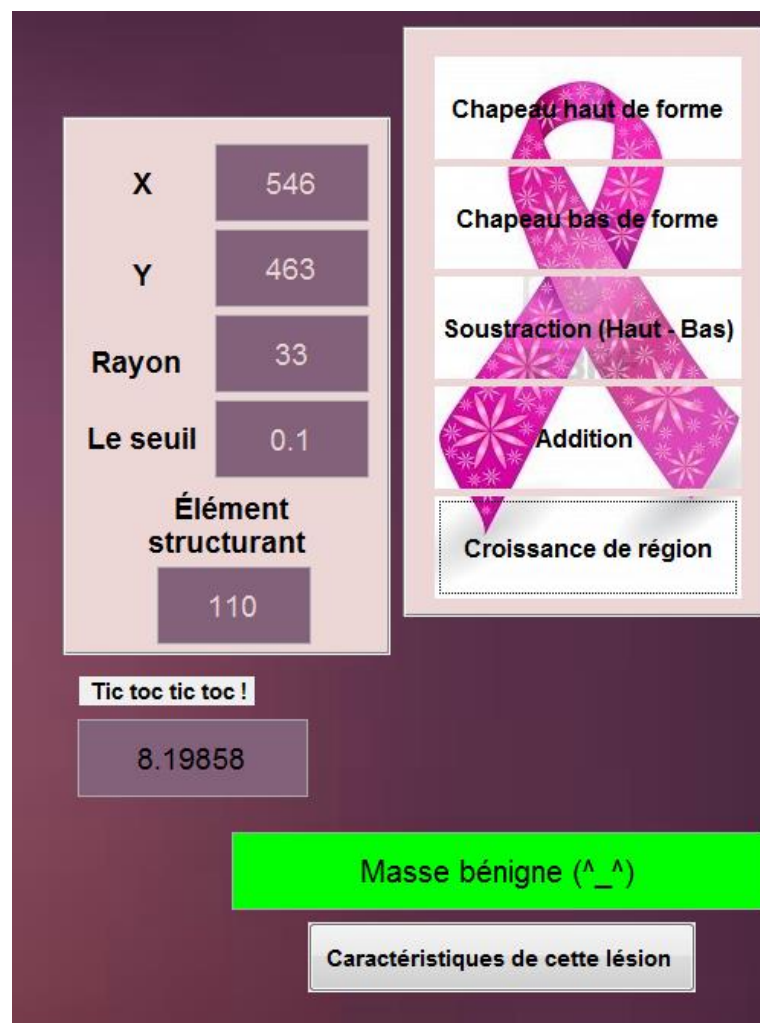 X 546
Y 463
Rayon 33
Le seuil 0.1
Élément
structurant
110
Chapeau haut de forme
Chapeau bas de forme
Soustraction (Haut - Bas)
Addition
Croissance de région
Tic toc tic toc !
8.19858
Masse bénigne (^_^)
Caractéristiques de cette lésion